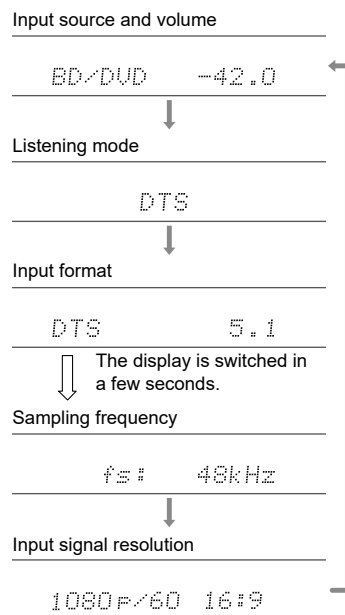 Input source and volume
BD/DVD -42.0
Listening mode
DTS
Input format
DTS 5.1
The display is switched in
a few seconds.
Sampling frequency
fs: 48kHz
Input signal resolution
1080p/60 16:9